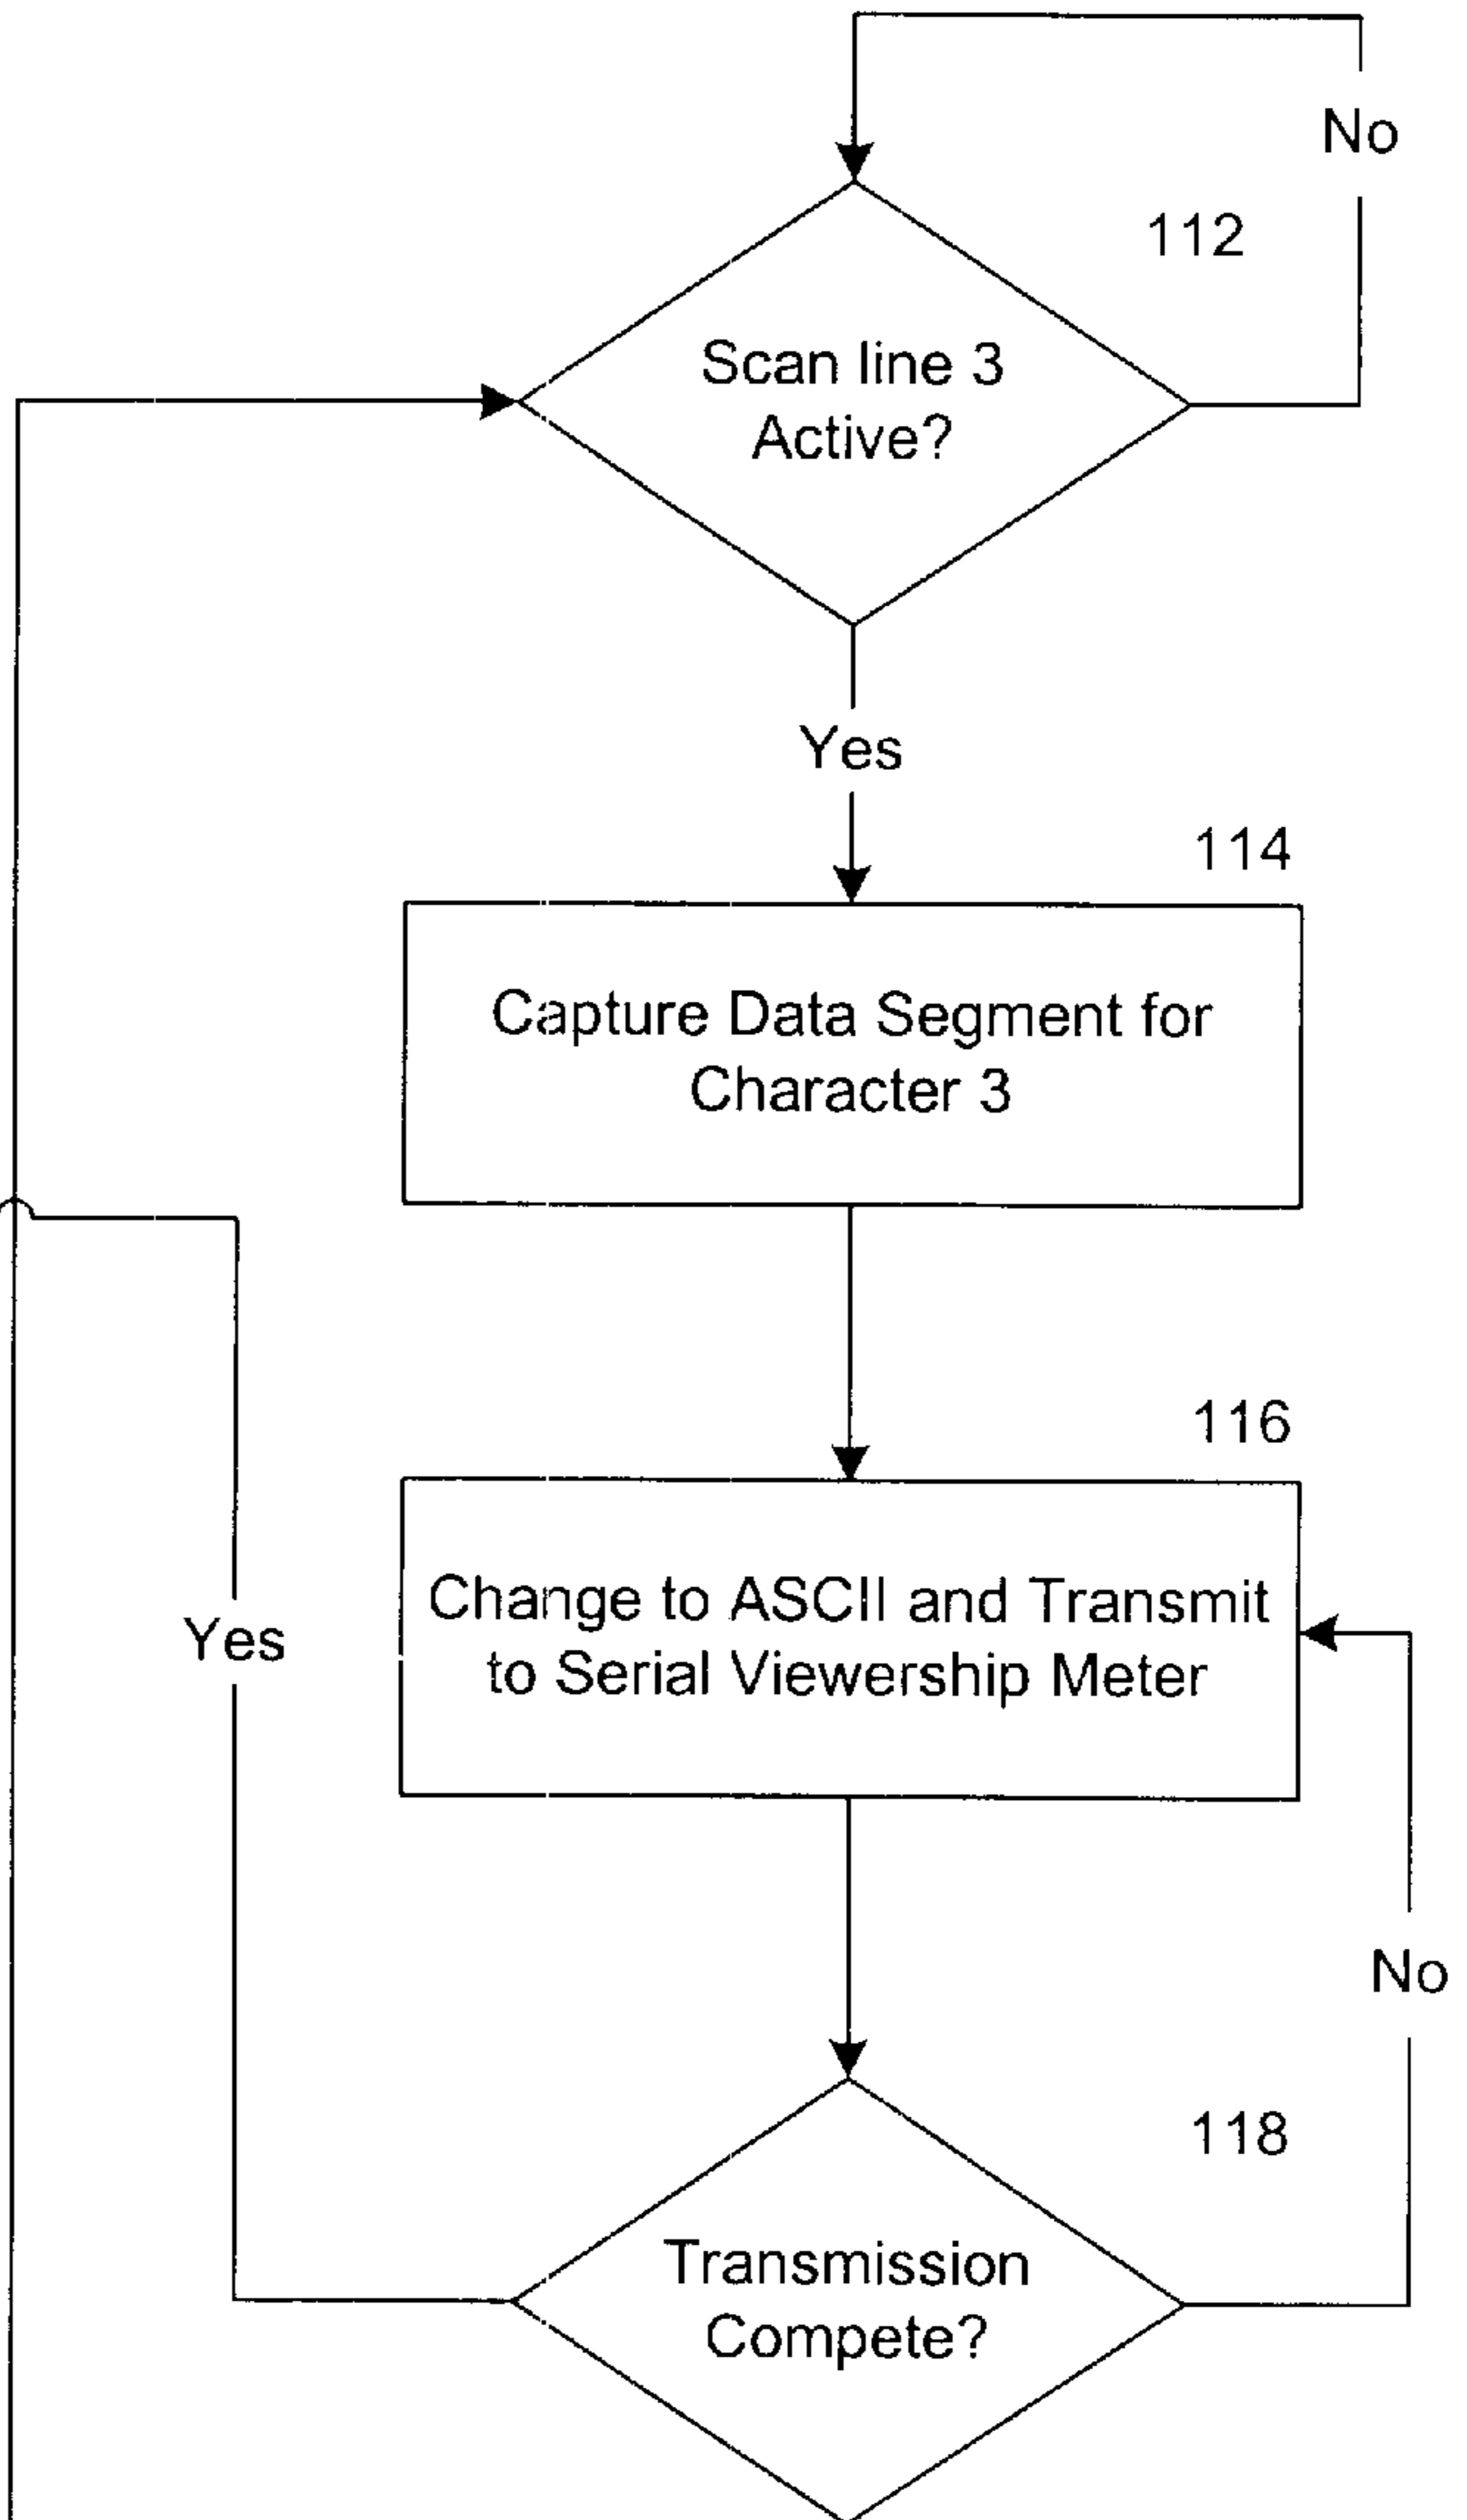 No
112
Scan line 3
Active?
Yes
114
Capture Data Segment for
Character 3
116
Change to ASCII and Transmit
to Serial Viewership Meter
Yes
No
118
Transmission
Compete?